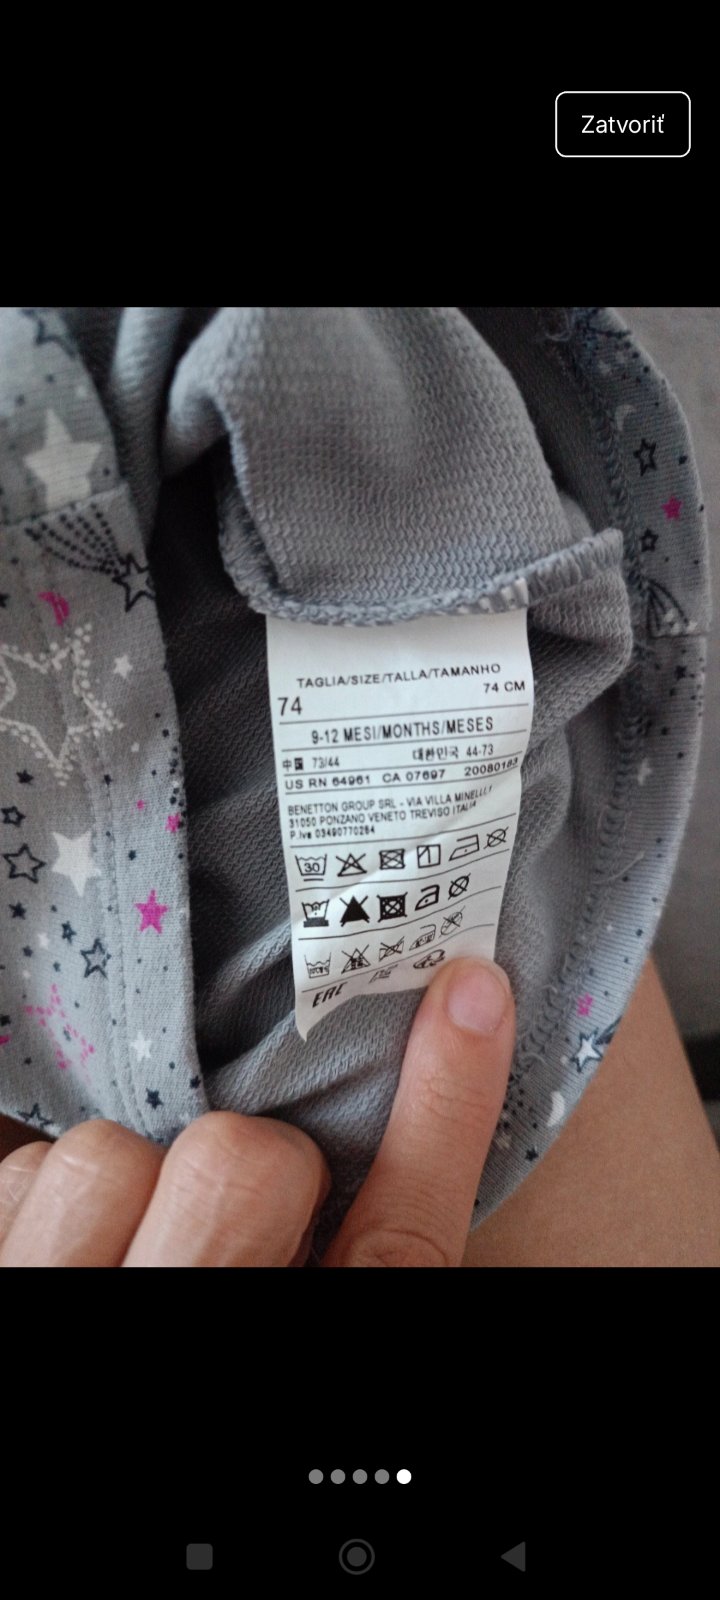 Zatvoriť
TAGLIA/SIZE/TALLA/TAMANHO
74 74 CM
9-12 MESI/MONTHS/MESES
中国 73/44 대한민국 44-73
US RN 64961 CA 07697 20080183
BENETTON GROUP SRL - VIA VILLA MINELLI,1
31050 PONZANO VENETO TREVISO ITALIA
P.Iva 03490770264
30
EAC